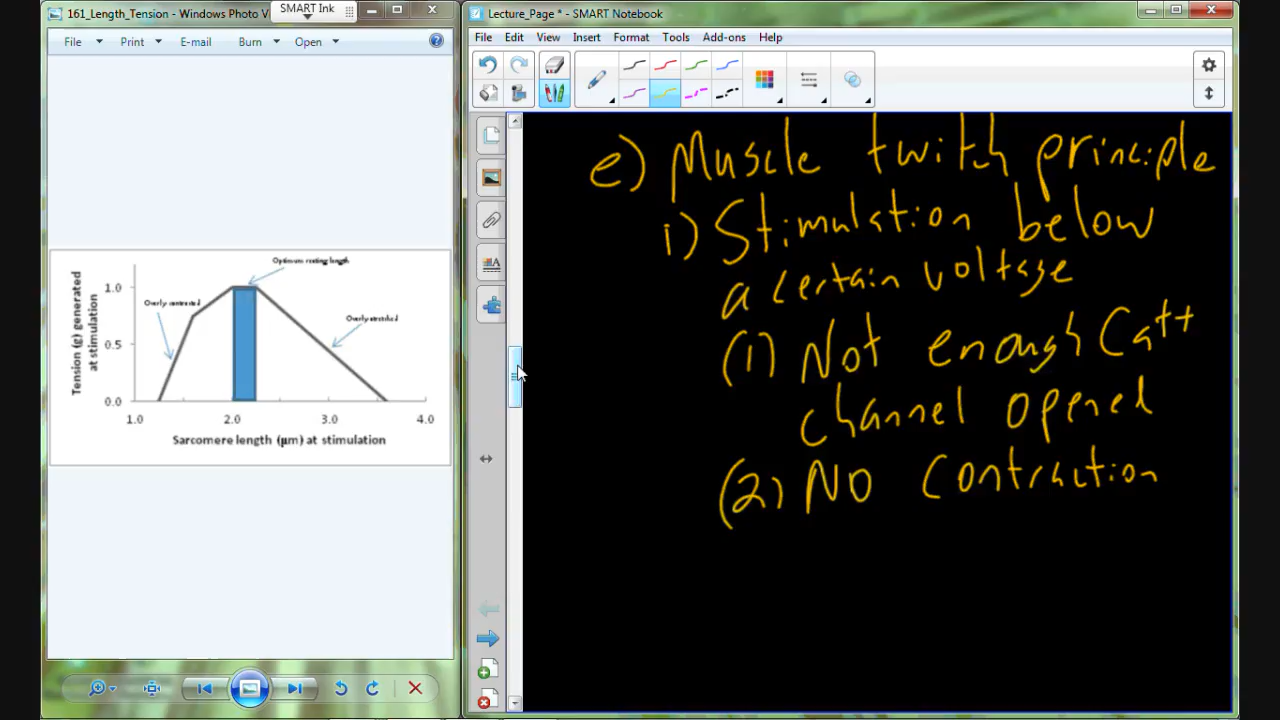 161_Length_Tension - Windows Photo V
SMART Ink
File Print E-mail Burn Open
Optimum resting length
Overly contracted
Overly stretched
Tension (g) generated
at stimulation
1.0
0.5
0.0
1.0 2.0 3.0 4.0
Sarcomere length (μm) at stimulation
Lecture_Page * - SMART Notebook
File Edit View Insert Format Tools Add-ons Help
e) Muscle twitch principle
i) Stimulation below
a certain voltage
(1) Not enough Ca++
channel opened
(2) No contraction